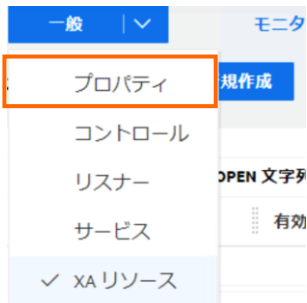 一般
モニタ
プロパティ
規作成
コントロール
リスナー
OPEN 文字列
サービス
有効
✓ XA リソース